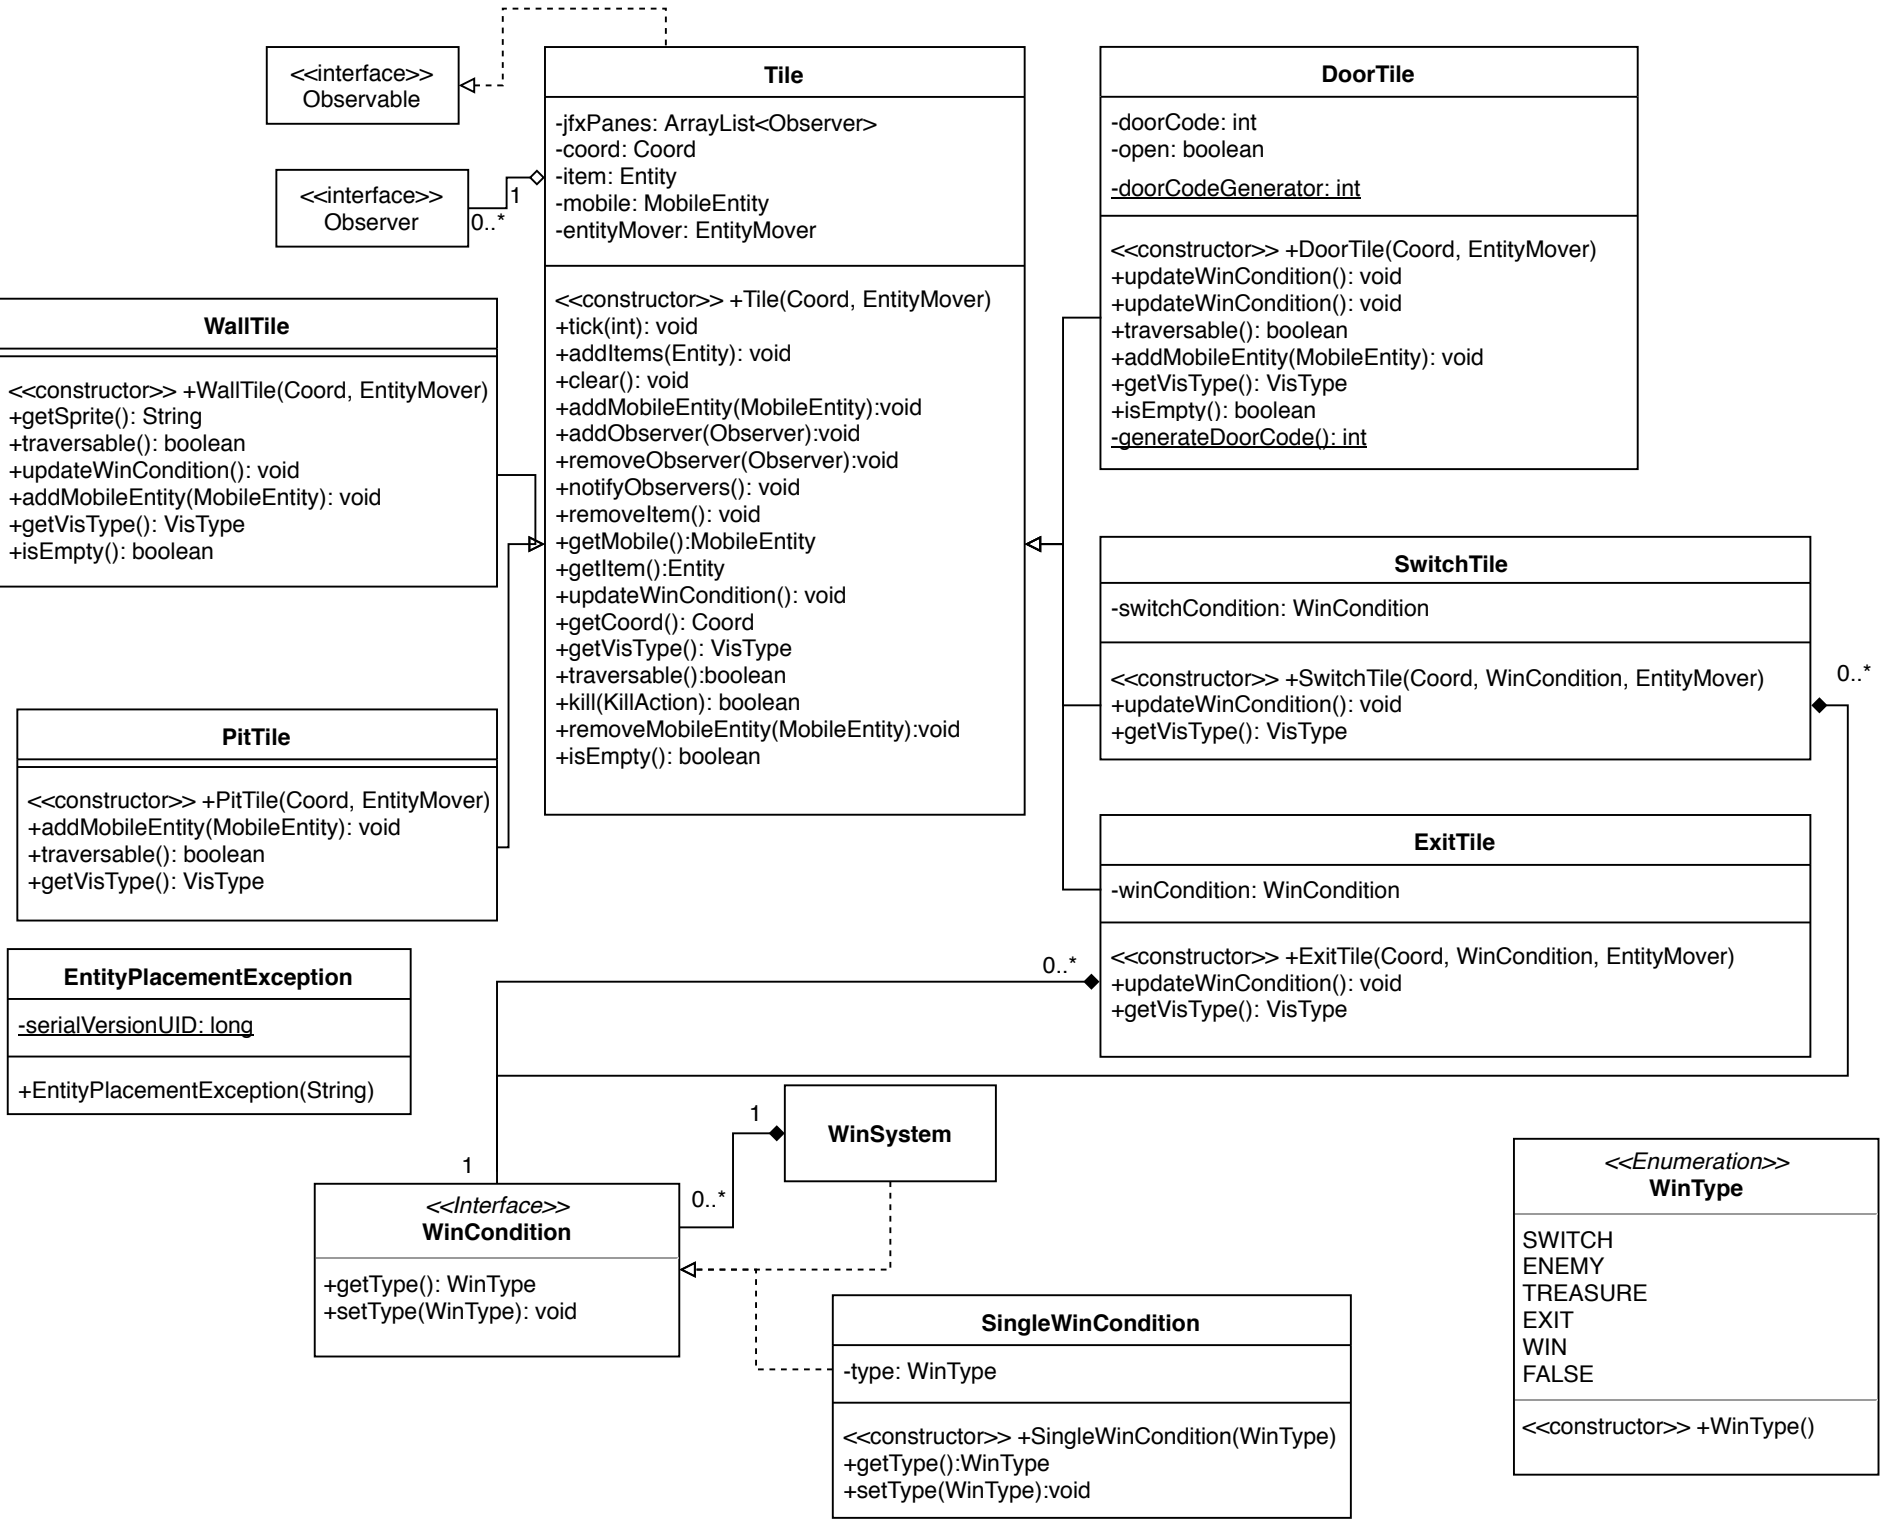 <<interface>>
Observable
<<interface>>
Observer
1
0..*
Tile
-jfxPanes: ArrayList<Observer>
-coord: Coord
-item: Entity
-mobile: MobileEntity
-entityMover: EntityMover
<<constructor>> +Tile(Coord, EntityMover)
+tick(int): void
+addItems(Entity): void
+clear(): void
+addMobileEntity(MobileEntity):void
+addObserver(Observer):void
+removeObserver(Observer):void
+notifyObservers(): void
+removeItem(): void
+getMobile():MobileEntity
+getItem():Entity
+updateWinCondition(): void
+getCoord(): Coord
+getVisType(): VisType
+traversable():boolean
+kill(KillAction): boolean
+removeMobileEntity(MobileEntity):void
+isEmpty(): boolean
DoorTile
-doorCode: int
-open: boolean
-doorCodeGenerator: int
<<constructor>> +DoorTile(Coord, EntityMover)
+updateWinCondition(): void
+updateWinCondition(): void
+traversable(): boolean
+addMobileEntity(MobileEntity): void
+getVisType(): VisType
+isEmpty(): boolean
-generateDoorCode(): int
WallTile
<<constructor>> +WallTile(Coord, EntityMover)
+getSprite(): String
+traversable(): boolean
+updateWinCondition(): void
+addMobileEntity(MobileEntity): void
+getVisType(): VisType
+isEmpty(): boolean
SwitchTile
-switchCondition: WinCondition
<<constructor>> +SwitchTile(Coord, WinCondition, EntityMover)
+updateWinCondition(): void
+getVisType(): VisType
0..*
PitTile
<<constructor>> +PitTile(Coord, EntityMover)
+addMobileEntity(MobileEntity): void
+traversable(): boolean
+getVisType(): VisType
ExitTile
-winCondition: WinCondition
<<constructor>> +ExitTile(Coord, WinCondition, EntityMover)
+updateWinCondition(): void
+getVisType(): VisType
0..*
EntityPlacementException
-serialVersionUID: long
+EntityPlacementException(String)
WinSystem
1
0..*
1
<<Interface>>
WinCondition
+getType(): WinType
+setType(WinType): void
SingleWinCondition
-type: WinType
<<constructor>> +SingleWinCondition(WinType)
+getType():WinType
+setType(WinType):void
<<Enumeration>>
WinType
SWITCH
ENEMY
TREASURE
EXIT
WIN
FALSE
<<constructor>> +WinType()